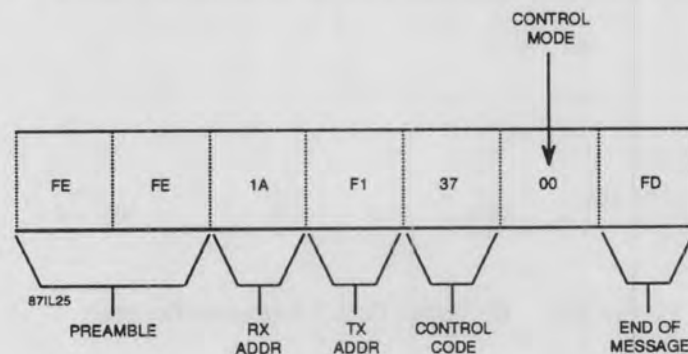 CONTROL
MODE
FE FE 1A F1 37 00 FD
871L25
PREAMBLE RX ADDR TX ADDR CONTROL CODE END OF MESSAGE